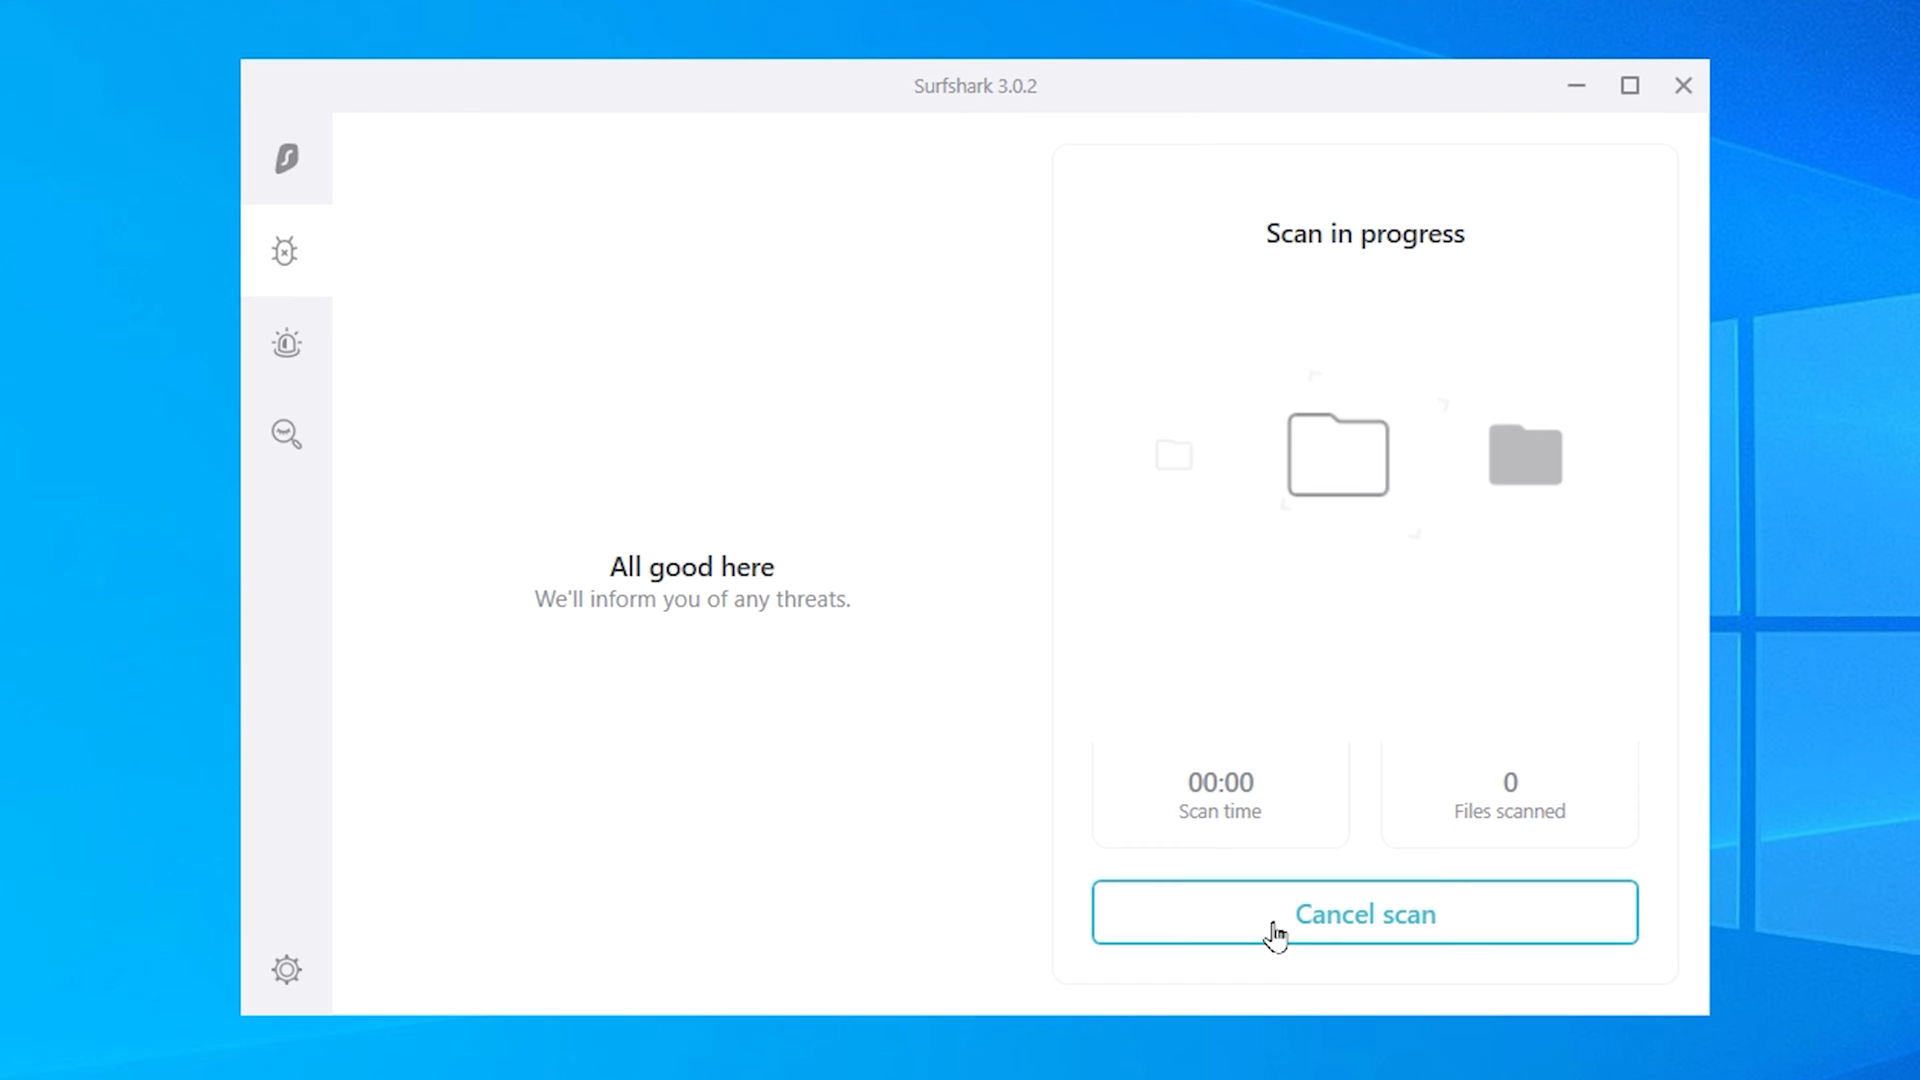 Surfshark 3.0.2
Scan in progress
All good here
We'll inform you of any threats.
00:00
Scan time
0
Files scanned
Cancel scan